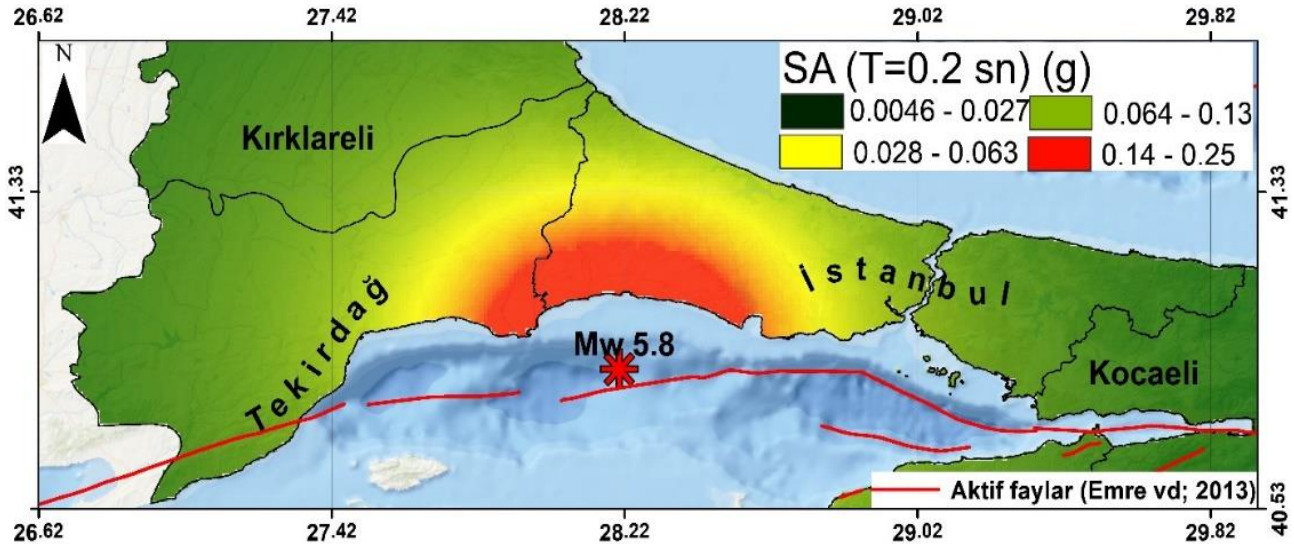 26.62 27.42 28.22 29.02 29.82
N
SA (T=0.2 sn) (g)
0.0046 - 0.027 0.064 - 0.13
0.028 - 0.063 0.14 - 0.25
Kırklareli
41.33 41.33
İstanbul
Tekirdağ
Mw 5.8
Kocaeli
Aktif faylar (Emre vd; 2013)
40.53
26.62 27.42 28.22 29.02 29.82